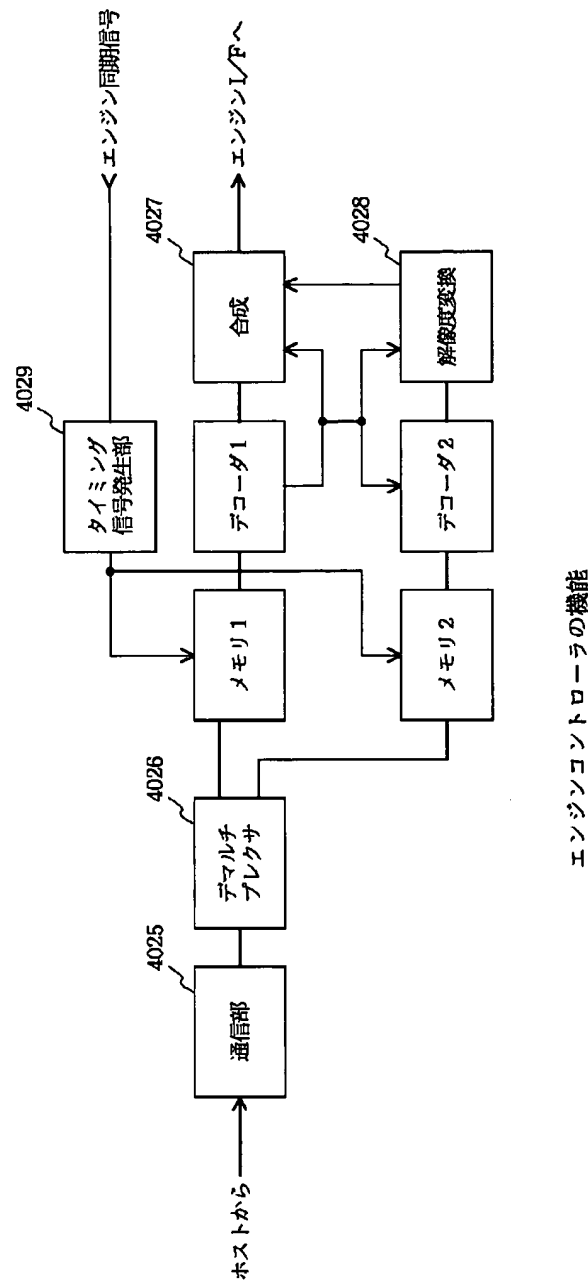 ホストから
4025
通信部
4026
デマルチ
プレクサ
メモリ1
メモリ2
4029
タイミング
信号発生部
デコーダ1
デコーダ2
4027
合成
4028
解像度変換
エンジン同期信号
エンジンI/Fへ
エンジンコントローラの機能